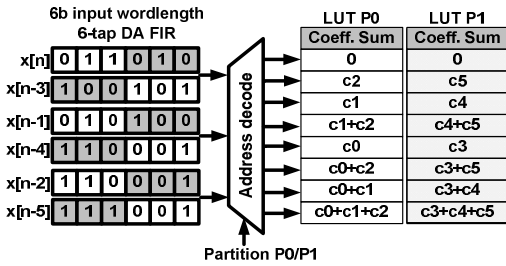 6b input wordlength
6-tap DA FIR
x[n] 0 1 1 0 1 0
x[n-3] 1 0 0 1 0 1
x[n-1] 0 1 0 1 0 0
x[n-4] 1 1 0 0 0 1
x[n-2] 1 1 0 0 0 1
x[n-5] 1 1 1 0 0 1
Address decode
Partition P0/P1
LUT P0 LUT P1
Coeff. Sum Coeff. Sum
0 0
c2 c5
c1 c4
c1+c2 c4+c5
c0 c3
c0+c2 c3+c5
c0+c1 c3+c4
c0+c1+c2 c3+c4+c5